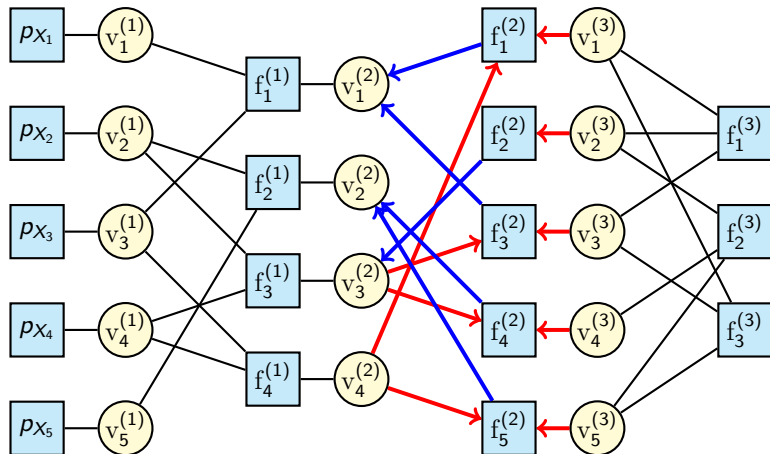 p_{X_1} v_1^{(1)} f_1^{(2)} v_1^{(3)}
f_1^{(1)} v_1^{(2)}
p_{X_2} v_2^{(1)} f_2^{(2)} v_2^{(3)} f_1^{(3)}
f_2^{(1)} v_2^{(2)}
p_{X_3} v_3^{(1)} f_3^{(2)} v_3^{(3)} f_2^{(3)}
f_3^{(1)} v_3^{(2)}
p_{X_4} v_4^{(1)} f_4^{(2)} v_4^{(3)} f_3^{(3)}
f_4^{(1)} v_4^{(2)}
p_{X_5} v_5^{(1)} f_5^{(2)} v_5^{(3)}